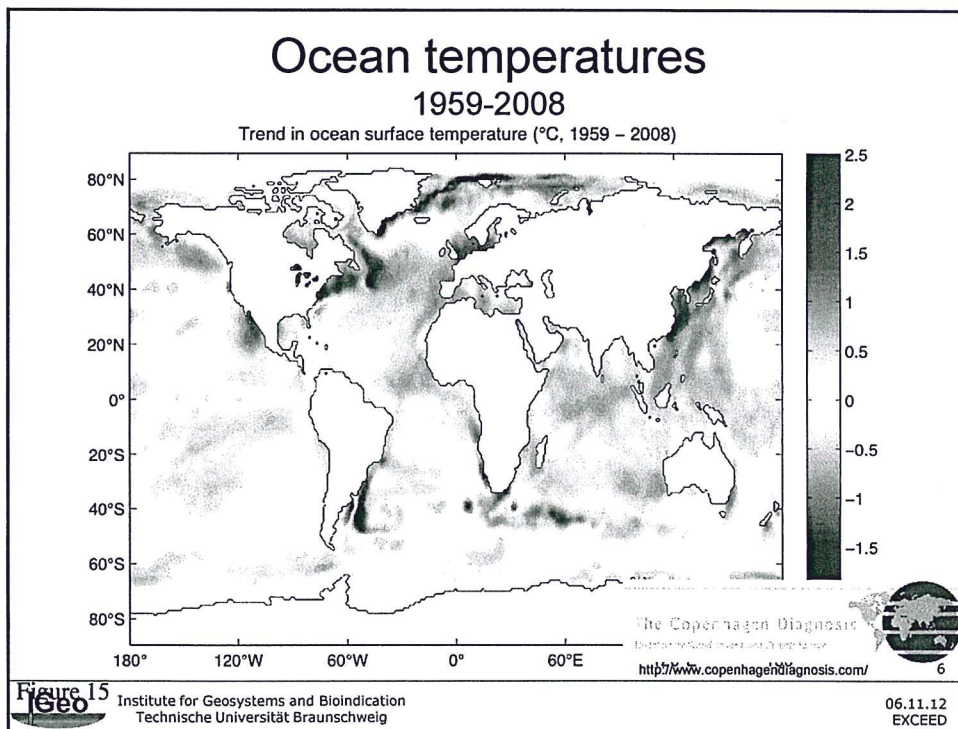 Ocean temperatures
1959-2008
Trend in ocean surface temperature (°C, 1959 – 2008)
80°N
60°N
40°N
20°N
0°
20°S
40°S
60°S
80°S
180°
120°W
60°W
0°
60°E
2.5
2
1.5
1
0.5
0
−0.5
−1
−1.5
The Copenhagen Diagnosis
http://www.copenhagendiagnosis.com/
6
Figure 15
IGeo
Institute for Geosystems and Bioindication
Technische Universität Braunschweig
06.11.12
EXCEED